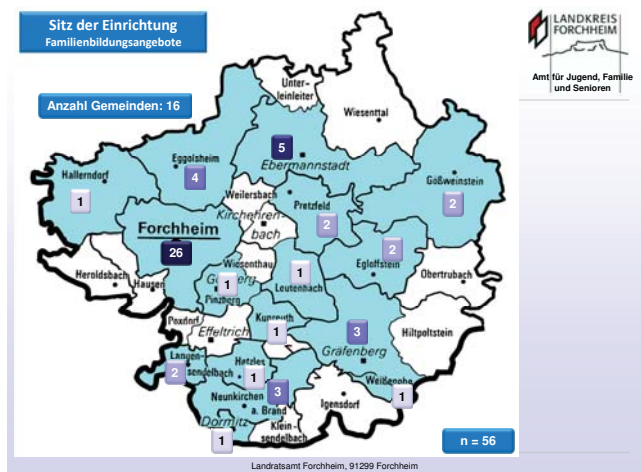 Sitz der Einrichtung
Familienbildungsangebote
LANDKREIS
FORCHHEIM
Amt für Jugend, Familie
und Senioren
Anzahl Gemeinden: 16
Unter-
leinleiter
Wiesenttal
5
Ebermannstadt
Eggolsheim
4
Hallerndorf
1
Gößweinstein
2
Weilersbach
Pretzfeld
2
Kirchehren-
bach
Forchheim
26
2
Egloffstein
Wiesenthau
1
Pinzberg
1
Leutenbach
Obertrubach
Heroldsbach
Hausen
Poxdorf
Effeltrich
Kunreuth
1
3
Gräfenberg
Hiltpoltstein
Langen-
sendelbach
2
Hetzles
1
3
Weißenohe
1
Neunkirchen
a. Brand
Igensdorf
Dormitz
1
Klein-
sendelbach
n = 56
Landratsamt Forchheim, 91299 Forchheim